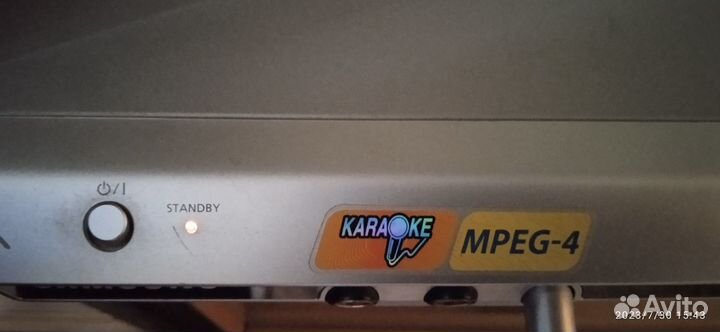 ⏻/I
STANDBY
KARAOKE
MPEG-4
Avito
2023/7/30 15:43